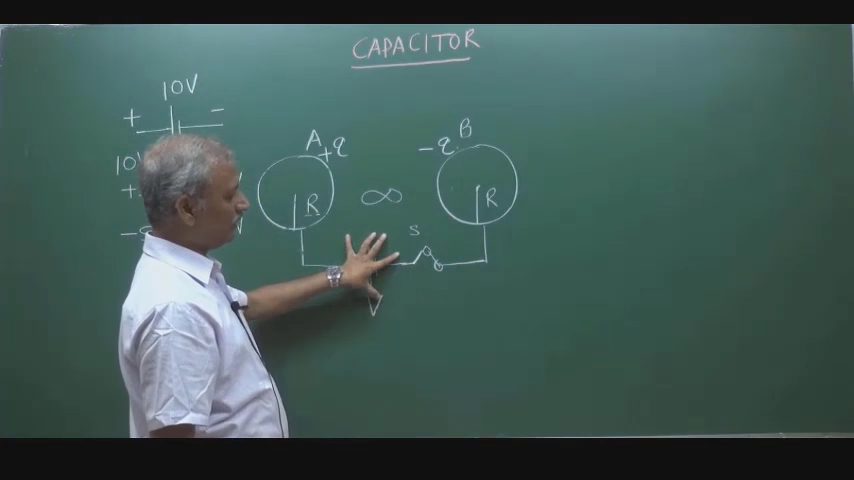 CAPACITOR
10V
+ -
A +q
-q B
10V
+
R ∞ R
-
S
V